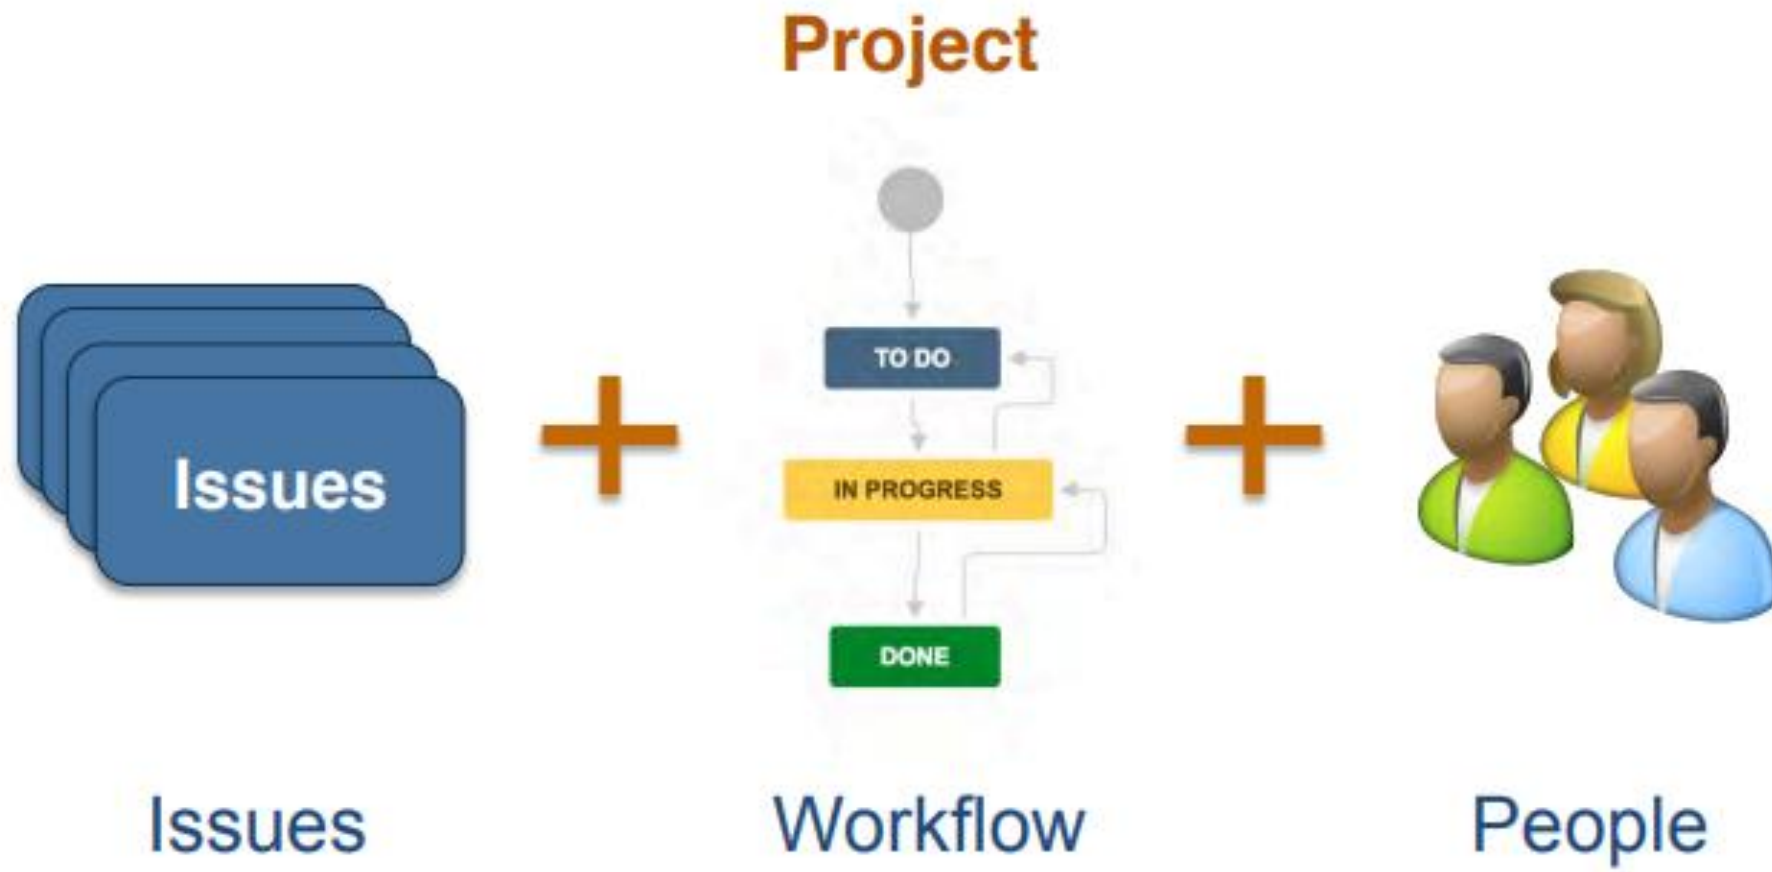 Project
Issues
TO DO
IN PROGRESS
DONE
Issues
Workflow
People